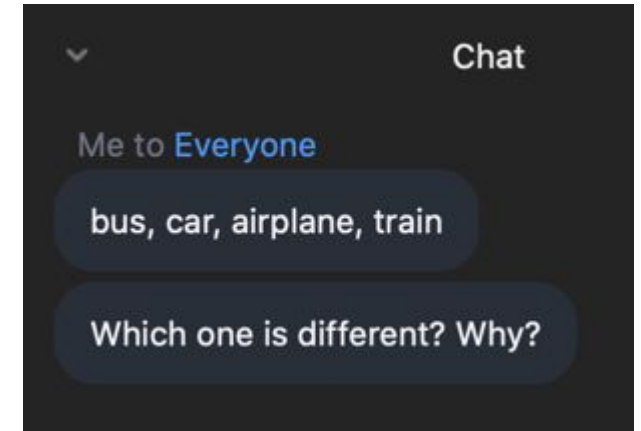 Chat
Me to Everyone
bus, car, airplane, train
Which one is different? Why?